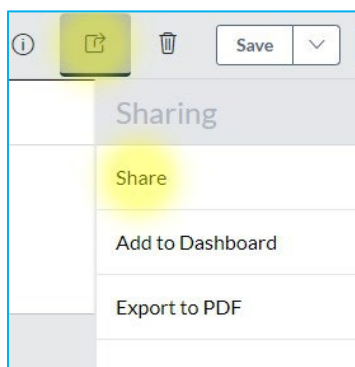 Save
Sharing
Share
Add to Dashboard
Export to PDF